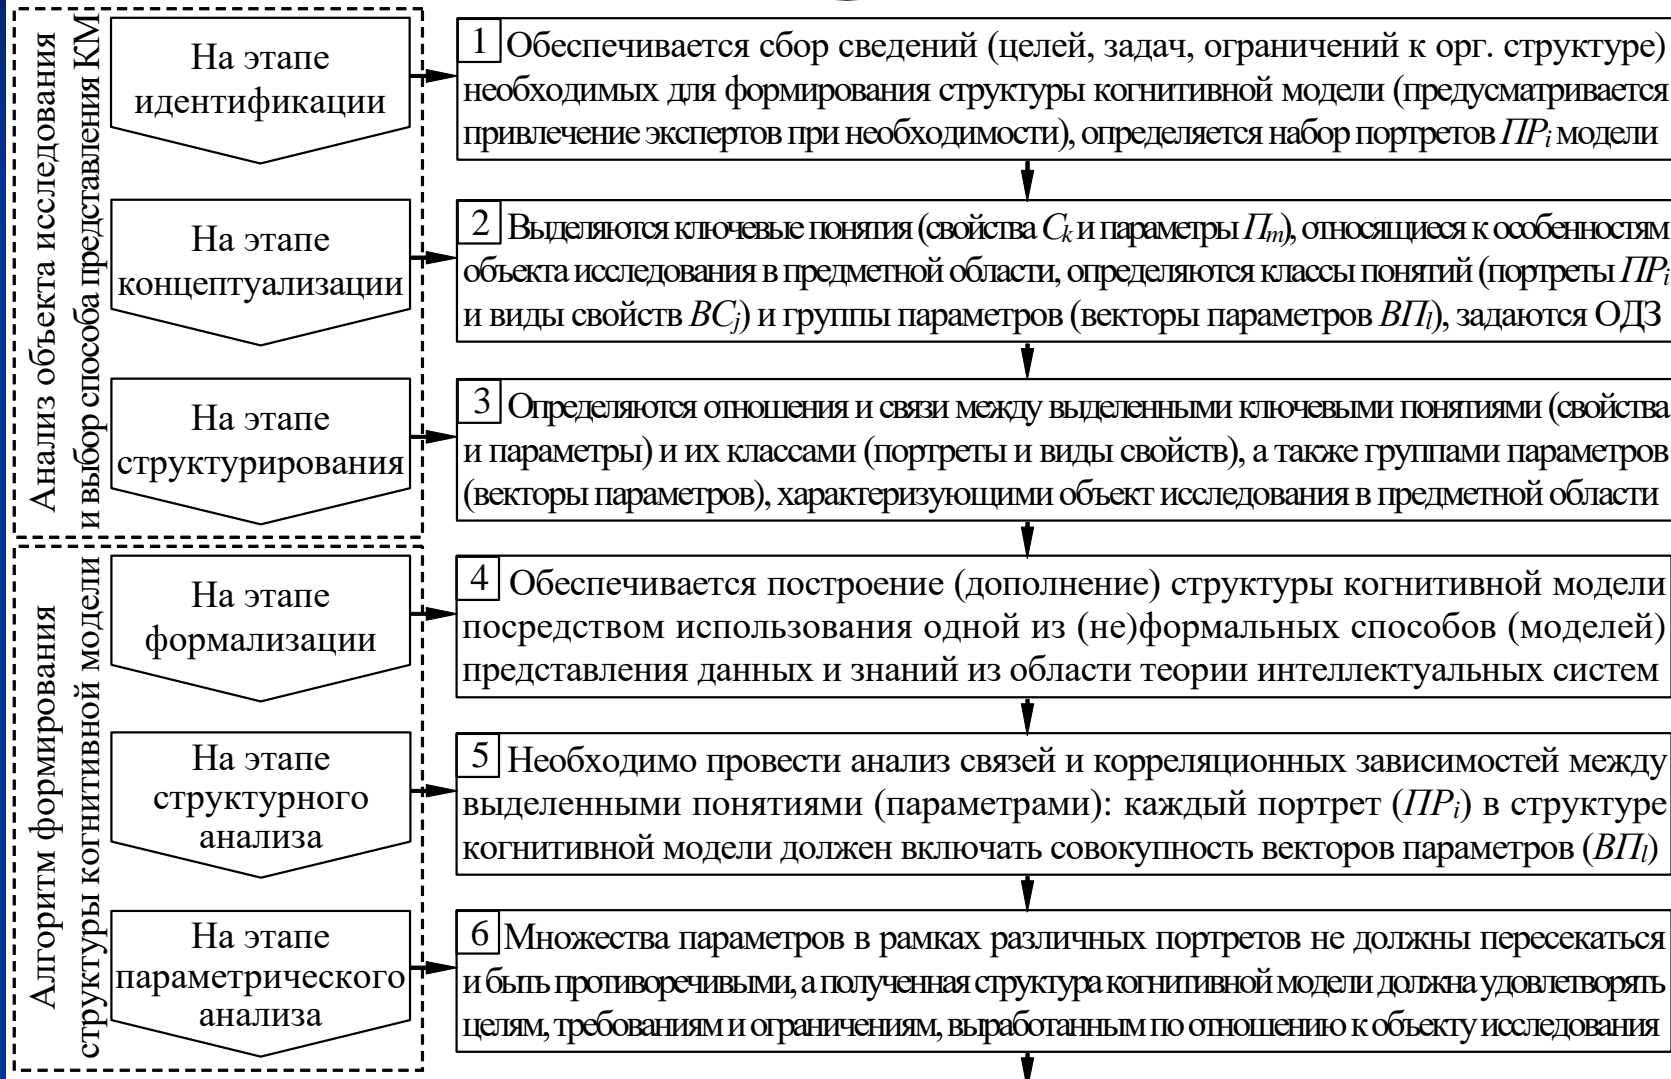 Анализ объекта исследования
и выбор способа представления КМ
На этапе
идентификации
1 Обеспечивается сбор сведений (целей, задач, ограничений к орг. структуре)
необходимых для формирования структуры когнитивной модели (предусматривается
привлечение экспертов при необходимости), определяется набор портретов ПРi модели
На этапе
концептуализации
2 Выделяются ключевые понятия (свойства Сk и параметры Пm), относящиеся к особенностям
объекта исследования в предметной области, определяются классы понятий (портреты ПРi
и виды свойств ВСj) и группы параметров (векторы параметров ВПl), задаются ОДЗ
На этапе
структурирования
3 Определяются отношения и связи между выделенными ключевыми понятиями (свойства
и параметры) и их классами (портреты и виды свойств), а также группами параметров
(векторы параметров), характеризующими объект исследования в предметной области
Алгоритм формирования
структуры когнитивной модели
На этапе
формализации
4 Обеспечивается построение (дополнение) структуры когнитивной модели
посредством использования одной из (не)формальных способов (моделей)
представления данных и знаний из области теории интеллектуальных систем
На этапе
структурного
анализа
5 Необходимо провести анализ связей и корреляционных зависимостей между
выделенными понятиями (параметрами): каждый портрет (ПРi) в структуре
когнитивной модели должен включать совокупность векторов параметров (ВПl)
На этапе
параметрического
анализа
6 Множества параметров в рамках различных портретов не должны пересекаться
и быть противоречивыми, а полученная структура когнитивной модели должна удовлетворять
целям, требованиям и ограничениям, выработанным по отношению к объекту исследования